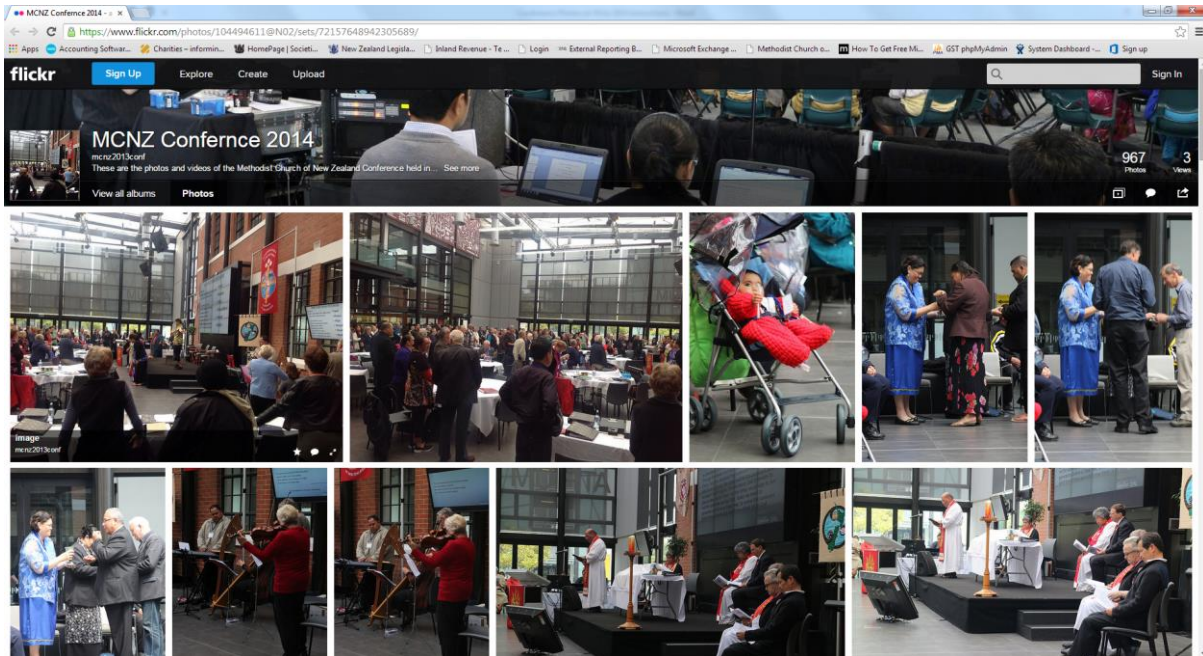 MCNZ Confernce 2014 - a
https://www.flickr.com/photos/104494611@N02/sets/72157648942305689/
Apps Accounting Softwar... Charities – informin... HomePage | Societi... New Zealand Legisla... Inland Revenue - Te ... Login External Reporting B... Microsoft Exchange ... Methodist Church o... How To Get Free Mi... GST phpMyAdmin System Dashboard -... Sign up
flickr Sign Up Explore Create Upload Sign In
MCNZ Confernce 2014
mcnz2013conf
967 3
These are the photos and videos of the Methodist Church of New Zealand Conference held in... See more
Photos Views
View all albums Photos
image
mcnz2013conf